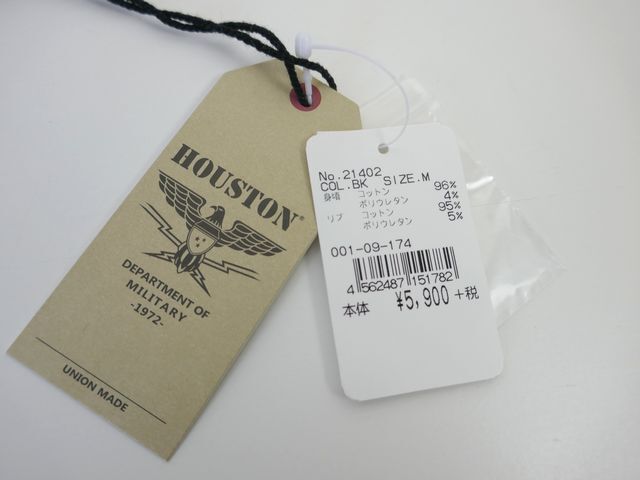 HOUSTON®
DEPARTMENT OF
MILITARY
-1972-
UNION MADE
No.21402
COL.BK SIZE.M
身頃 コットン 96%
ポリウレタン 4%
リブ コットン 95%
ポリウレタン 5%
001-09-174
4 562487 151782
本体 ¥5,900 +税